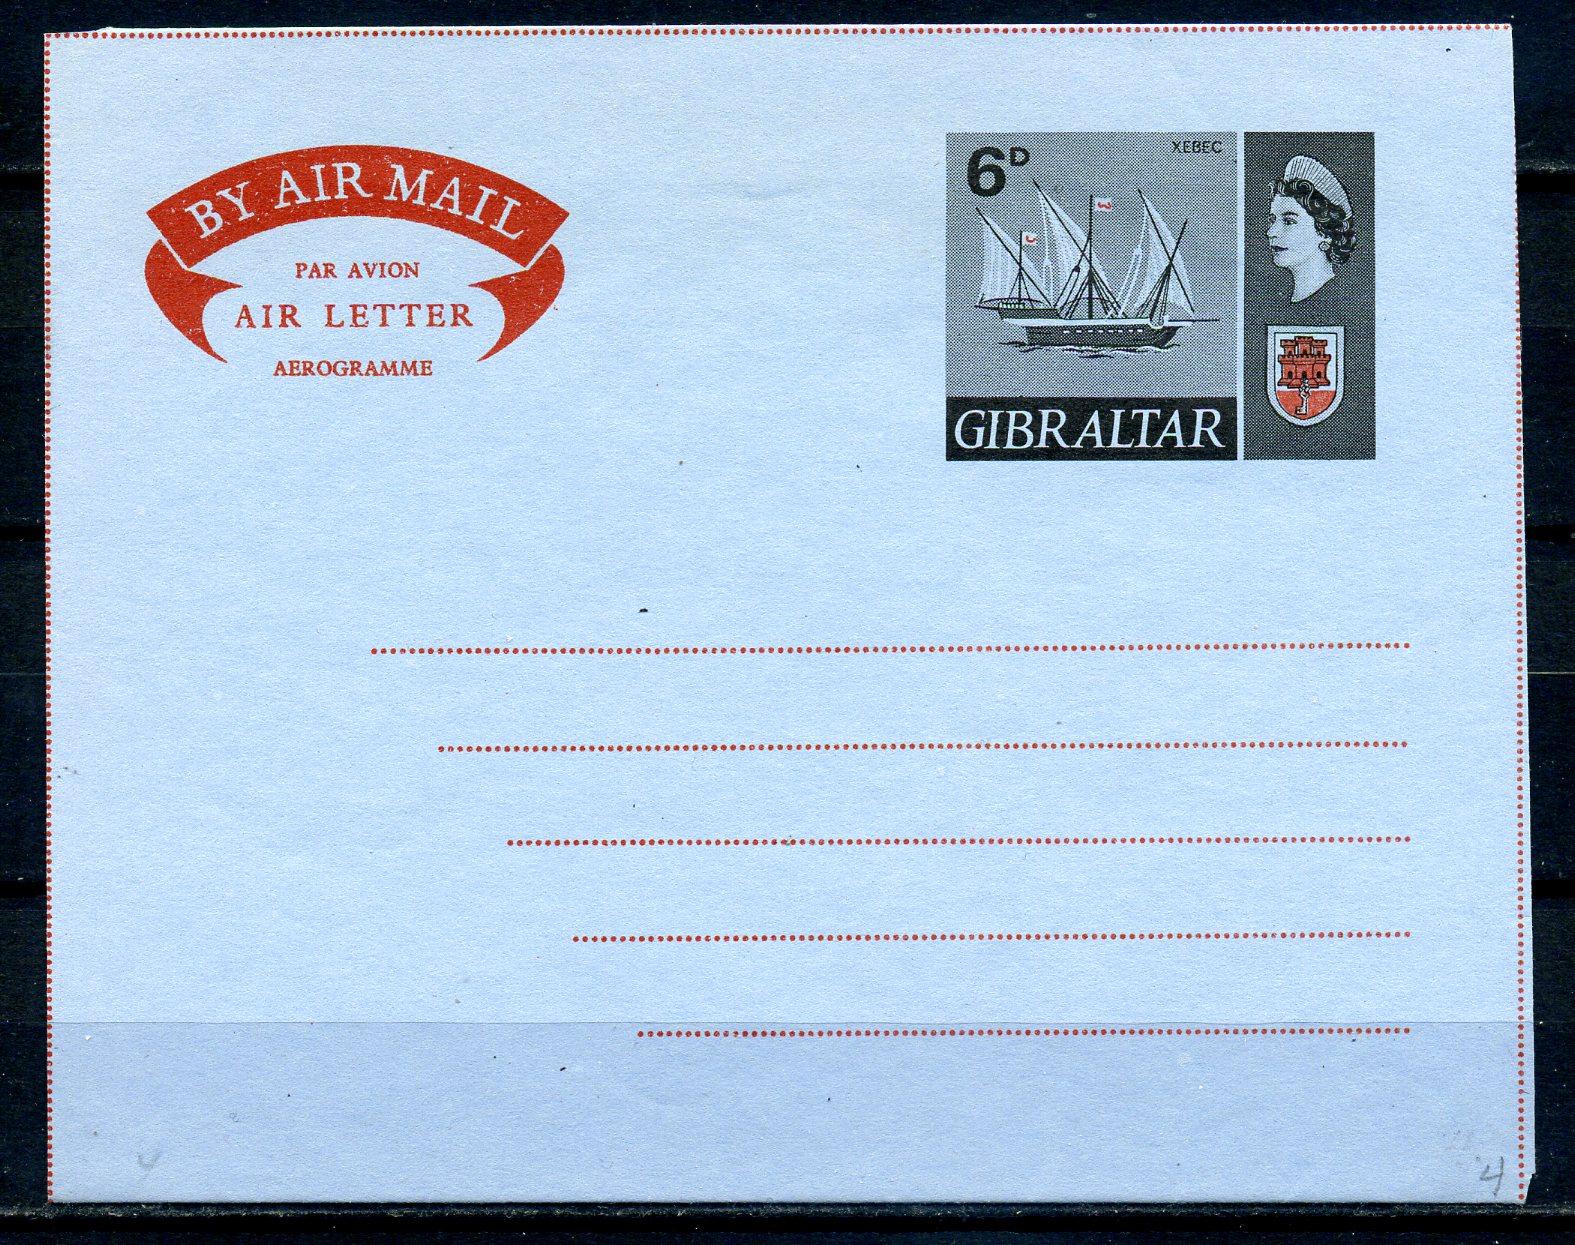 BY AIR MAIL
PAR AVION
AIR LETTER
AEROGRAMME
6D
XEBEC
GIBRALTAR
4